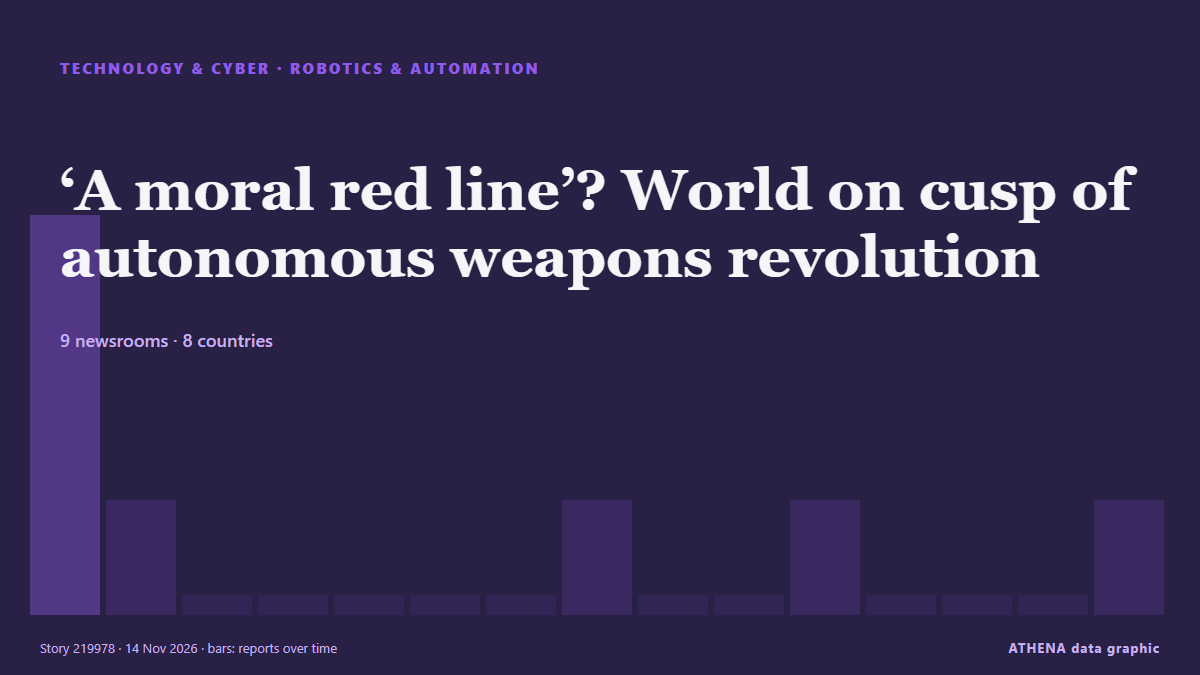 TECHNOLOGY & CYBER · ROBOTICS & AUTOMATION
‘A moral red line’? World on cusp of
autonomous weapons revolution
9 newsrooms · 8 countries
Story 219978 · 14 Nov 2026 · bars: reports over time
ATHENA data graphic